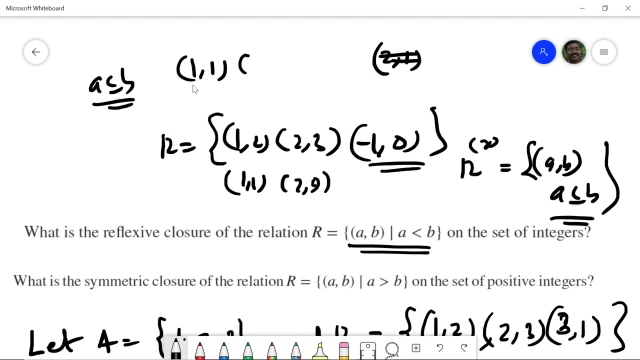 Microsoft Whiteboard
a ≤ b (1,1) ( (2,1)
R = { (1,2) (2,3) (-1,0) }
(1,1) (2,2)
= {(a,b)
a ≤ b }
What is the reflexive closure of the relation R = {(a, b) | a < b} on the set of integers?
What is the symmetric closure of the relation R = {(a, b) | a > b} on the set of positive integers?
Let A = {
= {(1,2) (2,3) (3,1) }